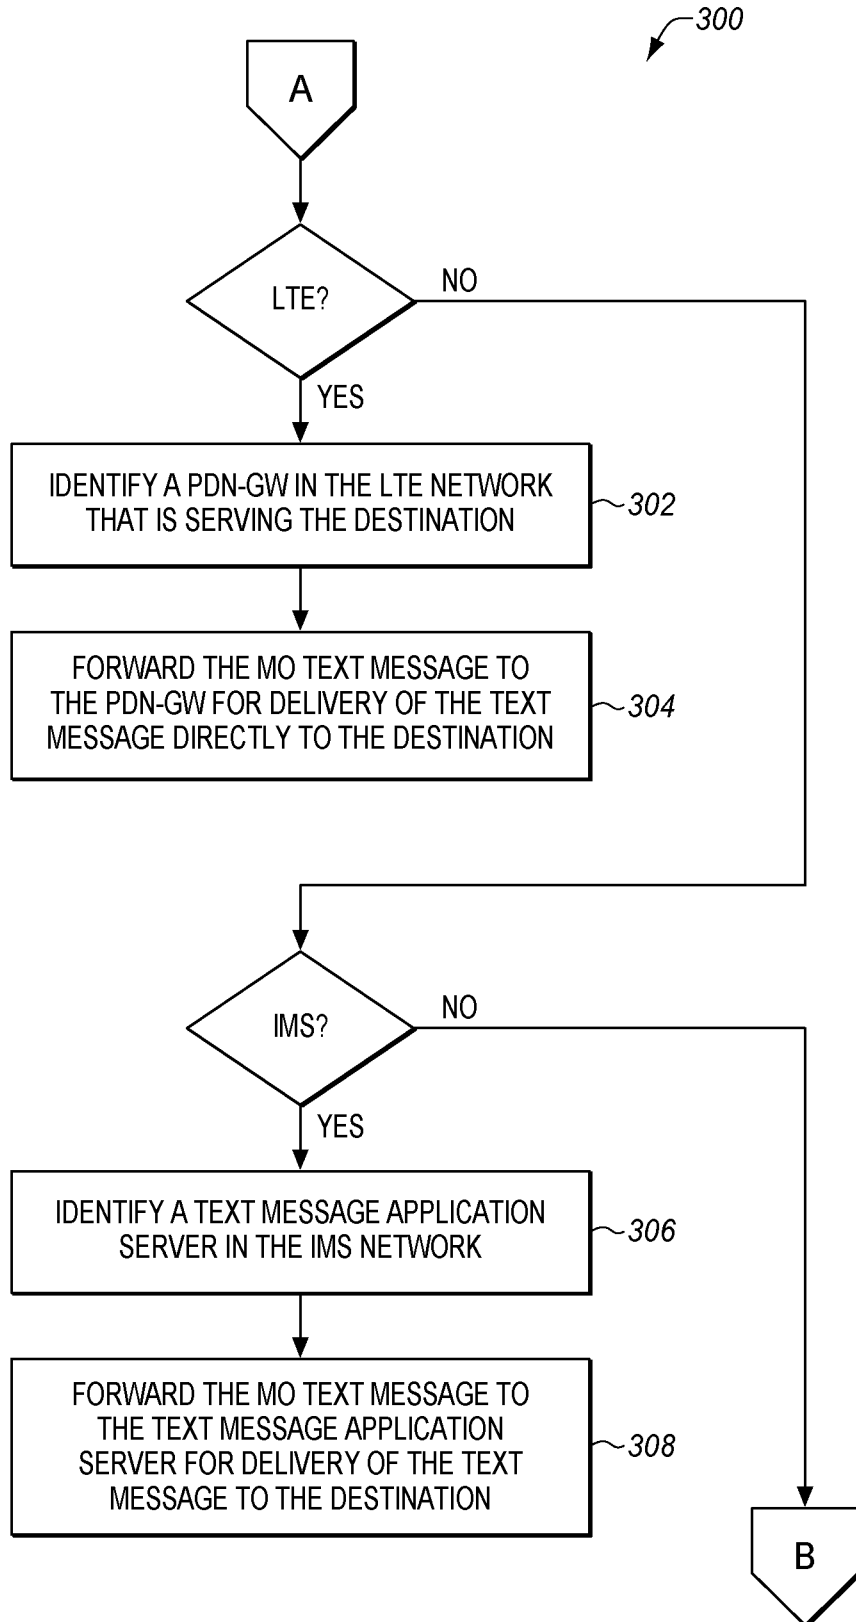 300
A
LTE?
NO
YES
IDENTIFY A PDN-GW IN THE LTE NETWORK
THAT IS SERVING THE DESTINATION
302
FORWARD THE MO TEXT MESSAGE TO
THE PDN-GW FOR DELIVERY OF THE TEXT
MESSAGE DIRECTLY TO THE DESTINATION
304
IMS?
NO
YES
IDENTIFY A TEXT MESSAGE APPLICATION
SERVER IN THE IMS NETWORK
306
FORWARD THE MO TEXT MESSAGE TO
THE TEXT MESSAGE APPLICATION
SERVER FOR DELIVERY OF THE TEXT
MESSAGE TO THE DESTINATION
308
B